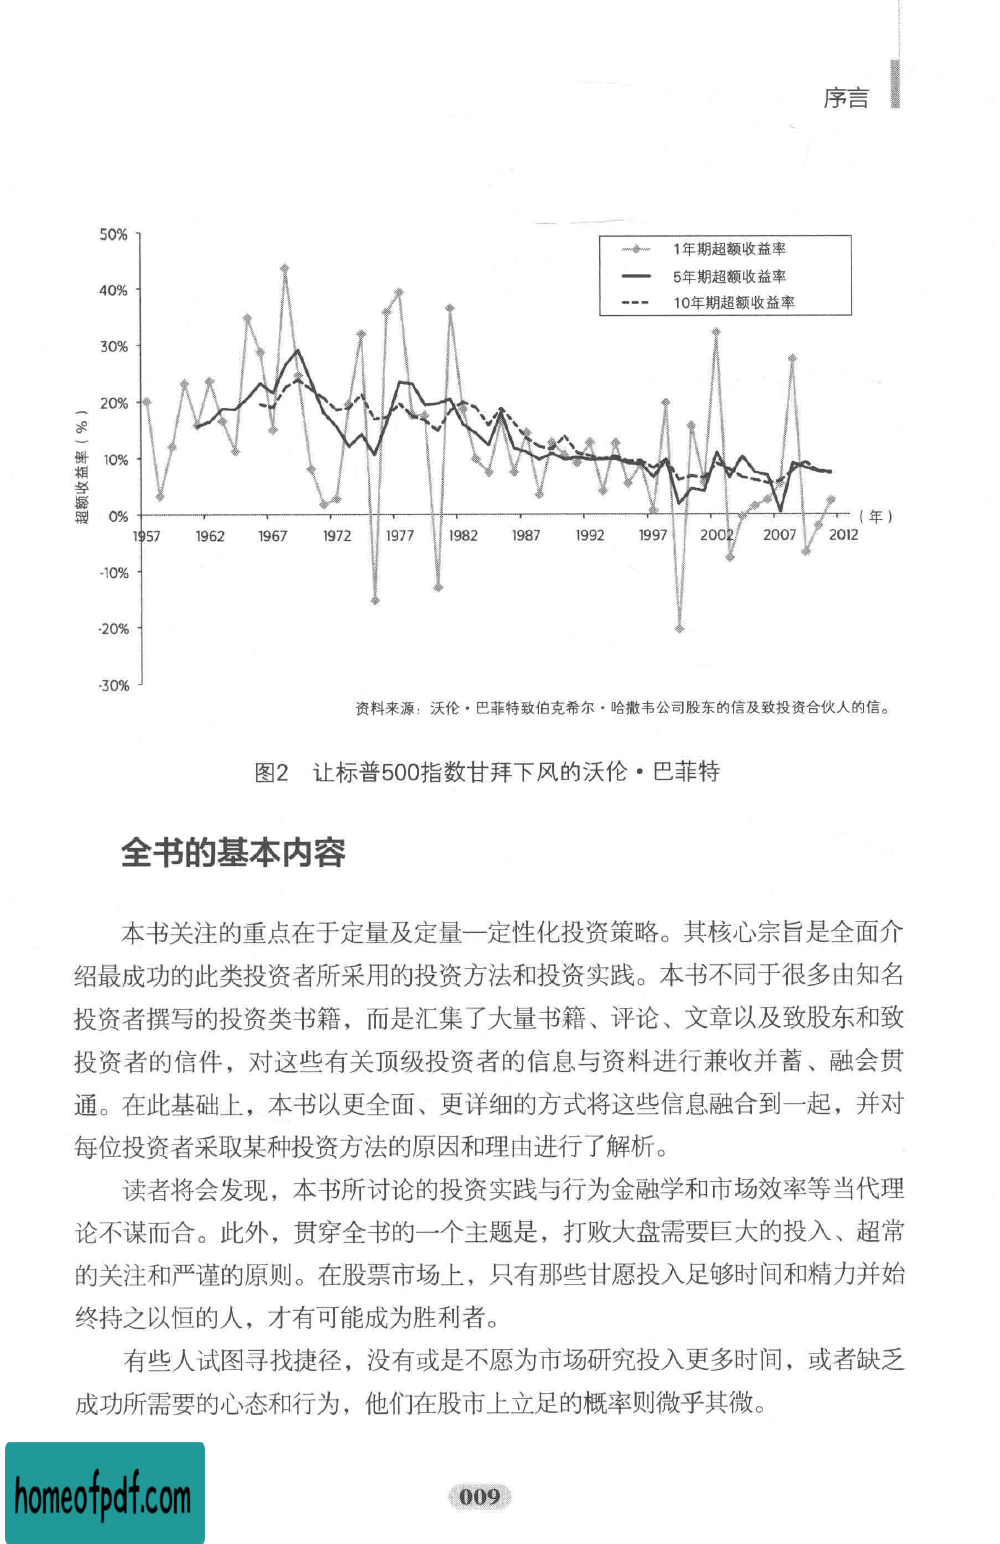 序言
50%
40%
30%
20%
10%
0%
-10%
-20%
-30%
超额收益率(%)
1年期超额收益率
5年期超额收益率
10年期超额收益率
1957 1962 1967 1972 1977 1982 1987 1992 1997 2002 2007 2012 (年)
资料来源：沃伦·巴菲特致伯克希尔·哈撒韦公司股东的信及致投资合伙人的信。
图2 让标普500指数甘拜下风的沃伦·巴菲特
全书的基本内容
本书关注的重点在于定量及定量—定性化投资策略。其核心宗旨是全面介
绍最成功的此类投资者所采用的投资方法和投资实践。本书不同于很多由知名
投资者撰写的投资类书籍，而是汇集了大量书籍、评论、文章以及致股东和致
投资者的信件，对这些有关顶级投资者的信息与资料进行兼收并蓄、融会贯
通。在此基础上，本书以更全面、更详细的方式将这些信息融合到一起，并对
每位投资者采取某种投资方法的原因和理由进行了解析。
读者将会发现，本书所讨论的投资实践与行为金融学和市场效率等当代理
论不谋而合。此外，贯穿全书的一个主题是，打败大盘需要巨大的投入、超常
的关注和严谨的原则。在股票市场上，只有那些甘愿投入足够时间和精力并始
终持之以恒的人，才有可能成为胜利者。
有些人试图寻找捷径，没有或是不愿为市场研究投入更多时间，或者缺乏
成功所需要的心态和行为，他们在股市上立足的概率则微乎其微。
009
homeofpdf.com